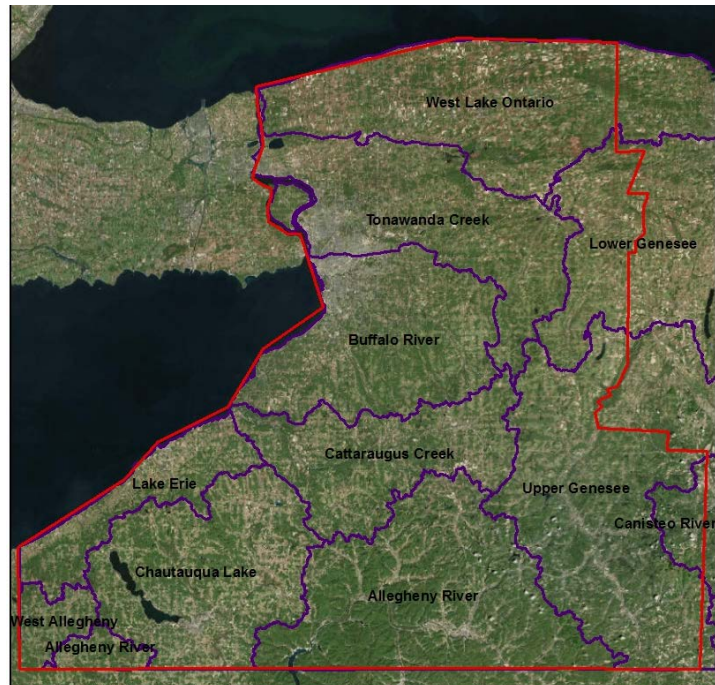 West Lake Ontario
Tonawanda Creek
Lower Genesee
Buffalo River
Cattaraugus Creek
Lake Erie
Upper Genesee
Canisteo River
Chautauqua Lake
Allegheny River
West Allegheny
Allegheny River